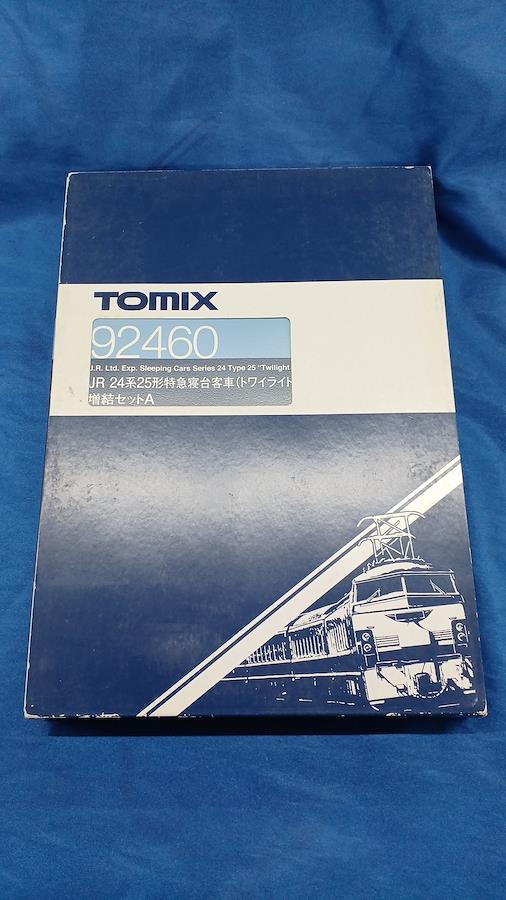 TOMIX
92460
J.R. Ltd. Exp. Sleeping Cars Series 24 Type 25 "Twilight
JR 24系25形特急寝台客車(トワイライト
増結セットA